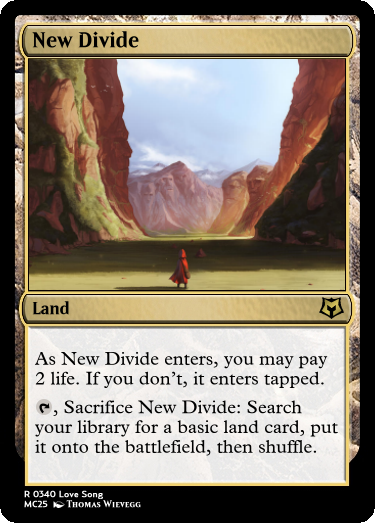 New Divide
Land
As New Divide enters, you may pay
2 life. If you don't, it enters tapped.
, Sacrifice New Divide: Search
your library for a basic land card, put
it onto the battlefield, then shuffle.
R 0340 Love Song
MC25 Thomas Wievegg